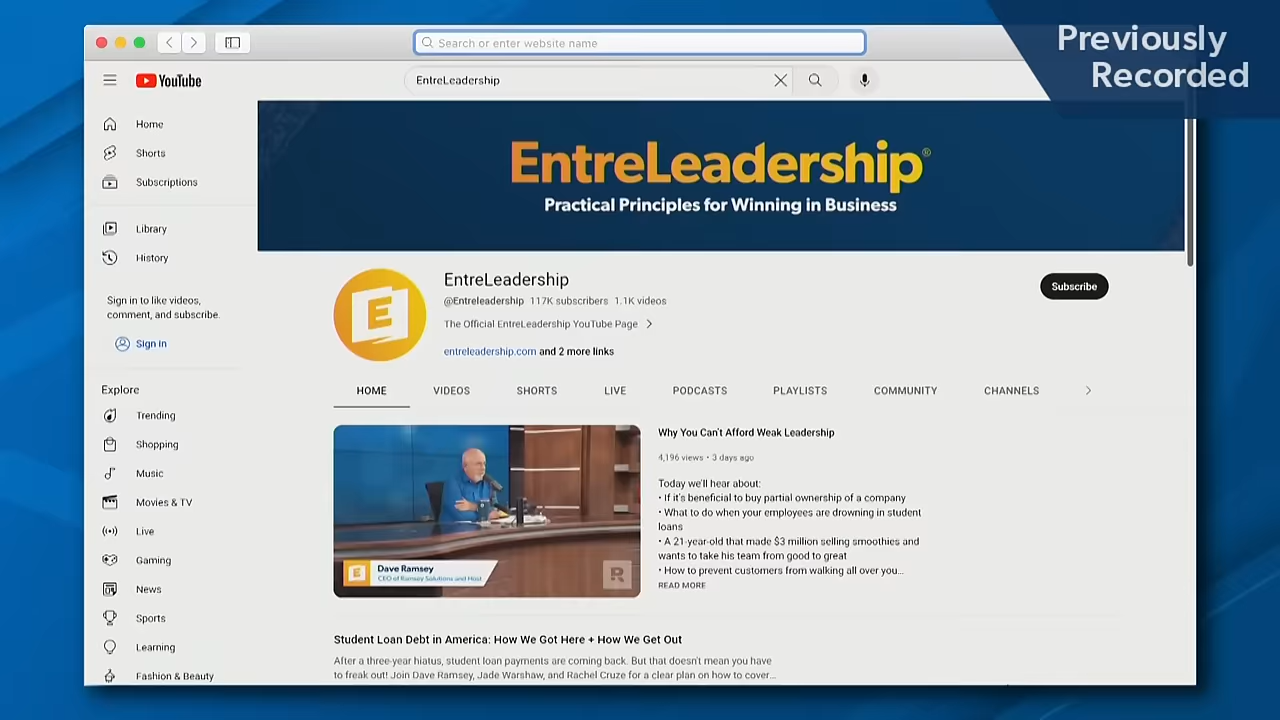 Previously
Recorded
Search or enter website name
YouTube
EntreLeadership
Home
Shorts
Subscriptions
Library
History
Sign in to like videos,
comment, and subscribe.
Sign in
Explore
Trending
Shopping
Music
Movies & TV
Live
Gaming
News
Sports
Learning
Fashion & Beauty
EntreLeadership®
Practical Principles for Winning in Business
E
EntreLeadership
@Entreleadership 117K subscribers 1.1K videos
The Official EntreLeadership YouTube Page
entreleadership.com and 2 more links
Subscribe
HOME VIDEOS SHORTS LIVE PODCASTS PLAYLISTS COMMUNITY CHANNELS
E
Dave Ramsey
CEO of Ramsey Solutions and Host
R
Why You Can't Afford Weak Leadership
4,196 views • 3 days ago
Today we'll hear about:
• If it's beneficial to buy partial ownership of a company
• What to do when your employees are drowning in student
loans
• A 21-year-old that made $3 million selling smoothies and
wants to take his team from good to great
• How to prevent customers from walking all over you...
READ MORE
Student Loan Debt in America: How We Got Here + How We Get Out
After a three-year hiatus, student loan payments are coming back. But that doesn't mean you have
to freak out! Join Dave Ramsey, Jade Warshaw, and Rachel Cruze for a clear plan on how to cover...